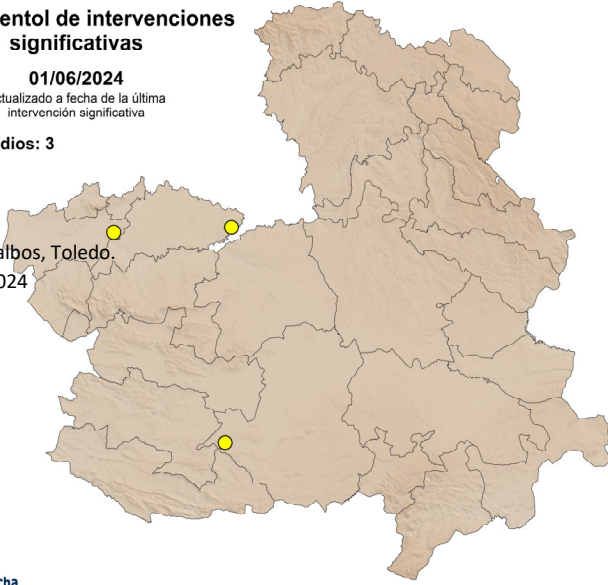 entol de intervenciones
significativas
01/06/2024
ctualizado a fecha de la última
intervención significativa
dios: 3
albos, Toledo.
024
cha